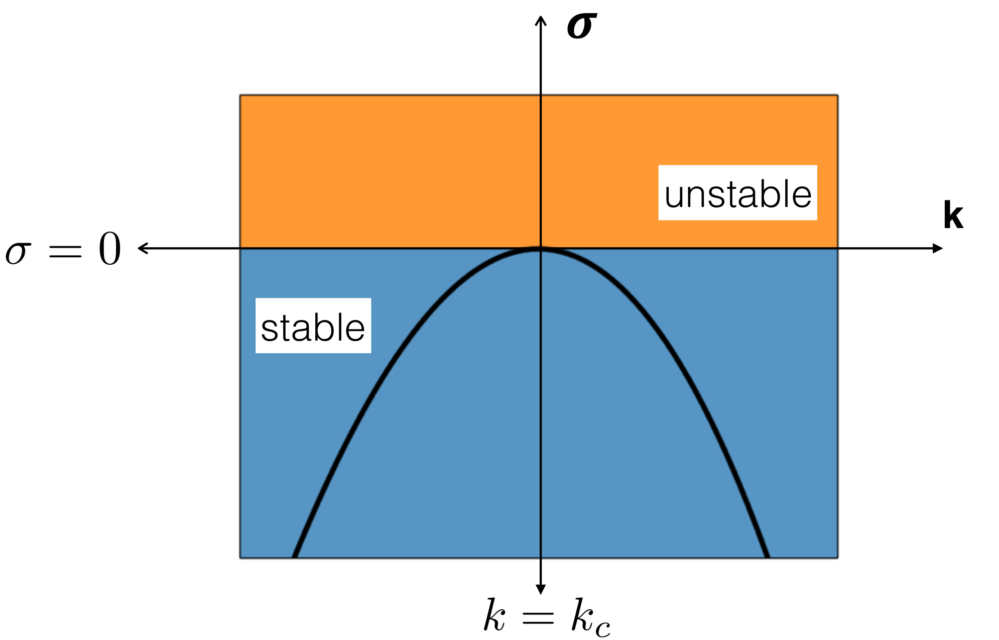 σ
unstable
k
σ = 0
stable
k = k_c